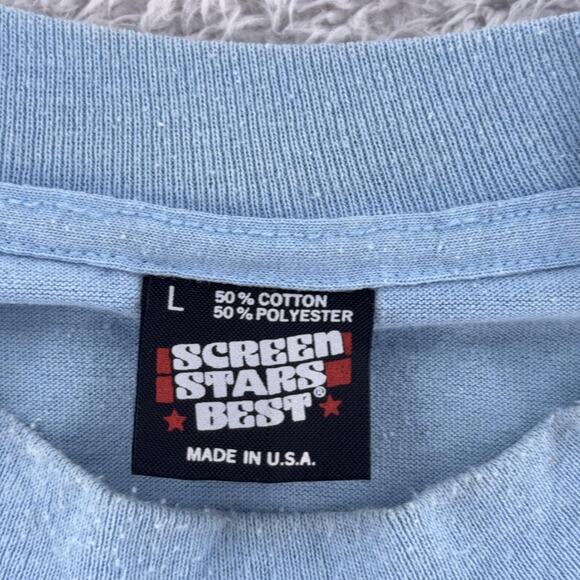 L 50% COTTON
50% POLYESTER
SCREEN
STARS
BEST®
MADE IN U.S.A.